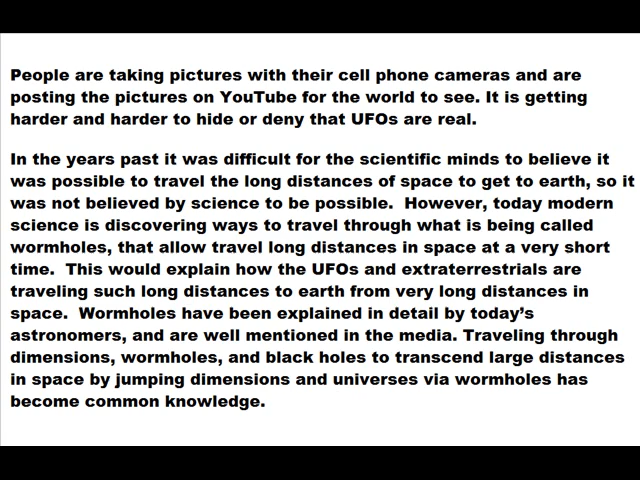 People are taking pictures with their cell phone cameras and are
posting the pictures on YouTube for the world to see. It is getting
harder and harder to hide or deny that UFOs are real.
In the years past it was difficult for the scientific minds to believe it
was possible to travel the long distances of space to get to earth, so it
was not believed by science to be possible.  However, today modern
science is discovering ways to travel through what is being called
wormholes, that allow travel long distances in space at a very short
time.  This would explain how the UFOs and extraterrestrials are
traveling such long distances to earth from very long distances in
space.  Wormholes have been explained in detail by today’s
astronomers, and are well mentioned in the media. Traveling through
dimensions, wormholes, and black holes to transcend large distances
in space by jumping dimensions and universes via wormholes has
become common knowledge.